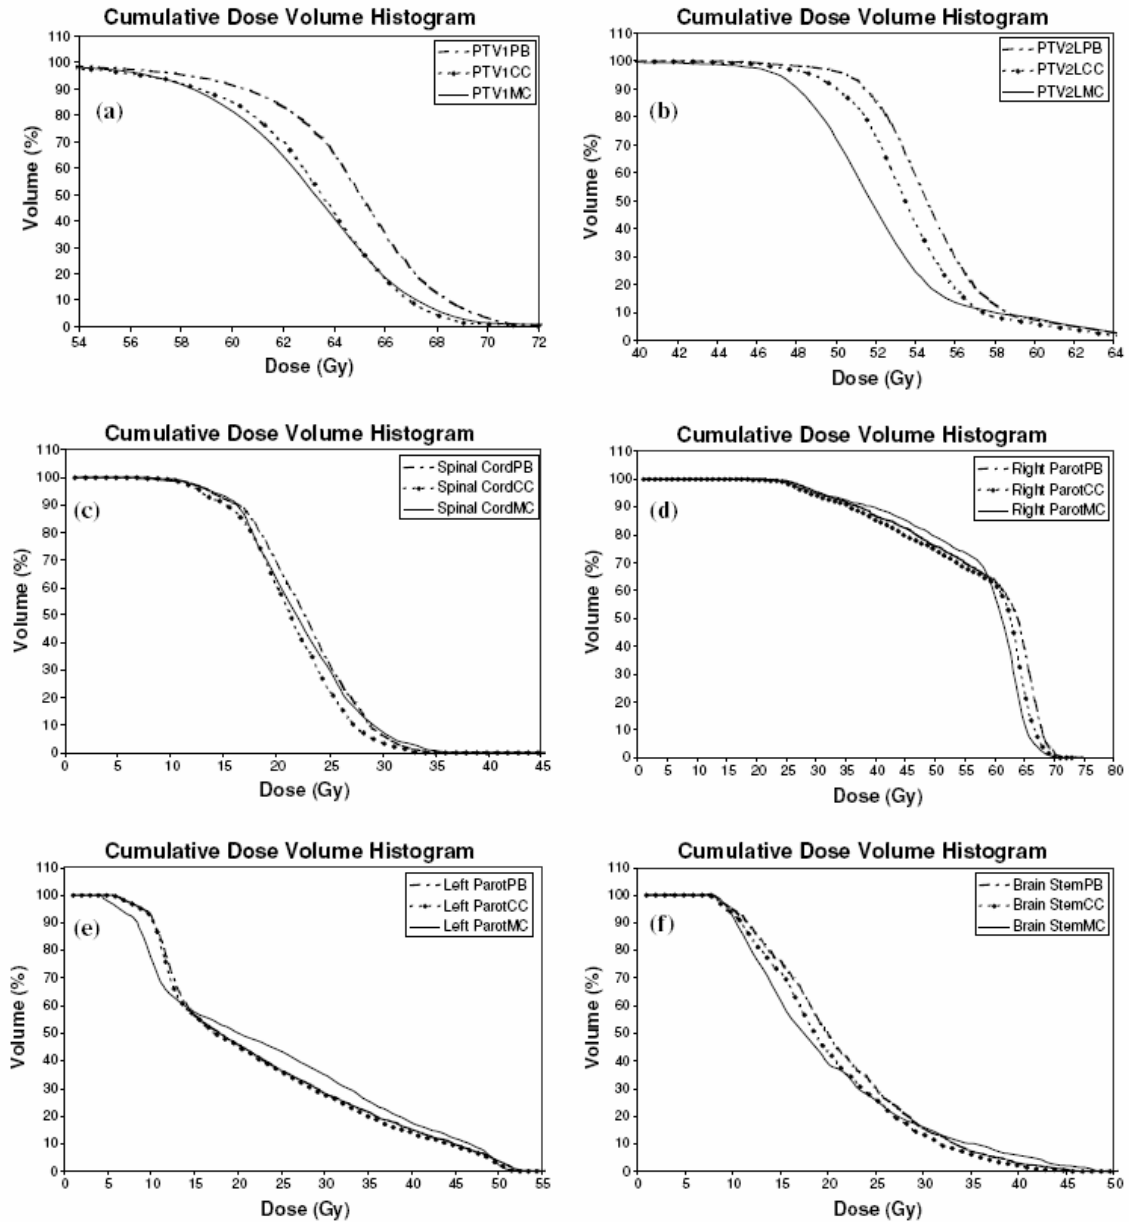 Cumulative Dose Volume Histogram
110
100
90
80
70
60
50
40
30
20
10
0
Volume (%)
(a)
PTV1PB
PTV1CC
PTV1MC
54 56 58 60 62 64 66 68 70 72
Dose (Gy)
Cumulative Dose Volume Histogram
110
100
90
80
70
60
50
40
30
20
10
0
Volume (%)
(b)
PTV2LPB
PTV2LCC
PTV2LMC
40 42 44 46 48 50 52 54 56 58 60 62 64
Dose (Gy)
Cumulative Dose Volume Histogram
110
100
90
80
70
60
50
40
30
20
10
0
Volume (%)
(c)
Spinal CordPB
Spinal CordCC
Spinal CordMC
0 5 10 15 20 25 30 35 40 45
Dose (Gy)
Cumulative Dose Volume Histogram
110
100
90
80
70
60
50
40
30
20
10
0
Volume (%)
(d)
Right ParotPB
Right ParotCC
Right ParotMC
0 5 10 15 20 25 30 35 40 45 50 55 60 65 70 75 80
Dose (Gy)
Cumulative Dose Volume Histogram
110
100
90
80
70
60
50
40
30
20
10
0
Volume (%)
(e)
Left ParotPB
Left ParotCC
Left ParotMC
0 5 10 15 20 25 30 35 40 45 50 55
Dose (Gy)
Cumulative Dose Volume Histogram
110
100
90
80
70
60
50
40
30
20
10
0
Volume (%)
(f)
Brain StemPB
Brain StemCC
Brain StemMC
0 5 10 15 20 25 30 35 40 45 50
Dose (Gy)